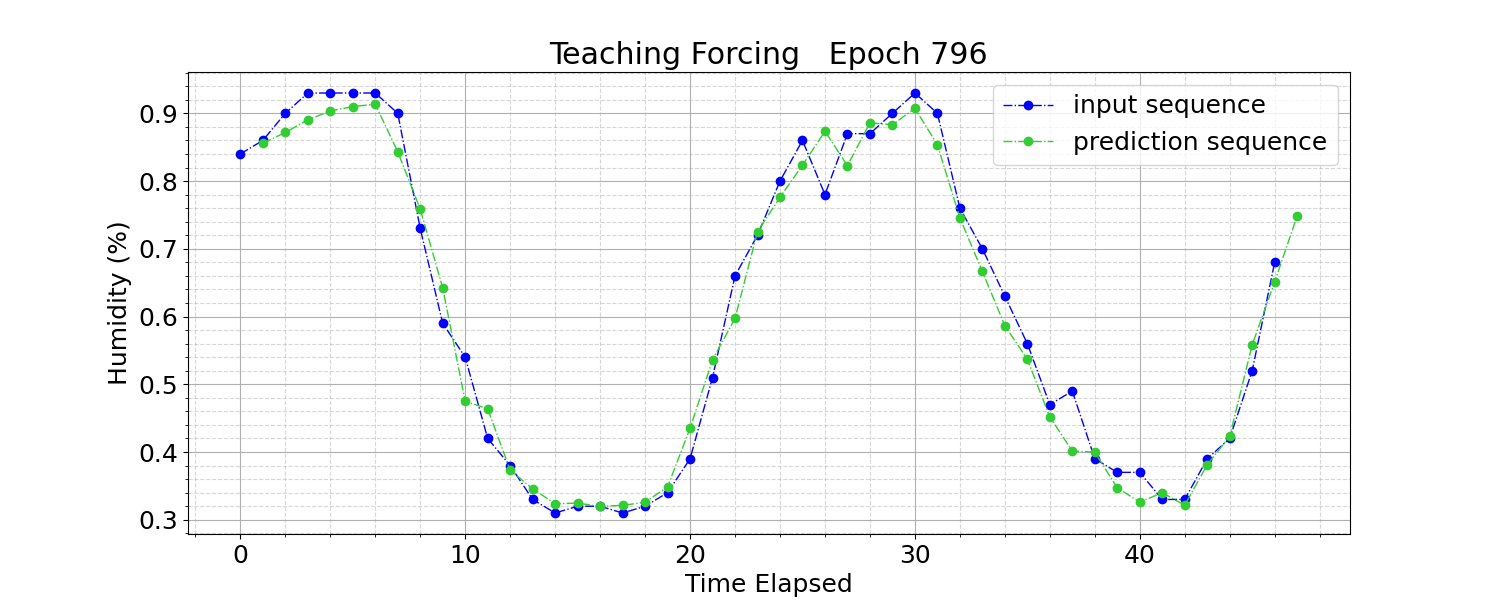 Teaching Forcing   Epoch 796
input sequence
prediction sequence
Humidity (%)
0.9
0.8
0.7
0.6
0.5
0.4
0.3
0 10 20 30 40
Time Elapsed